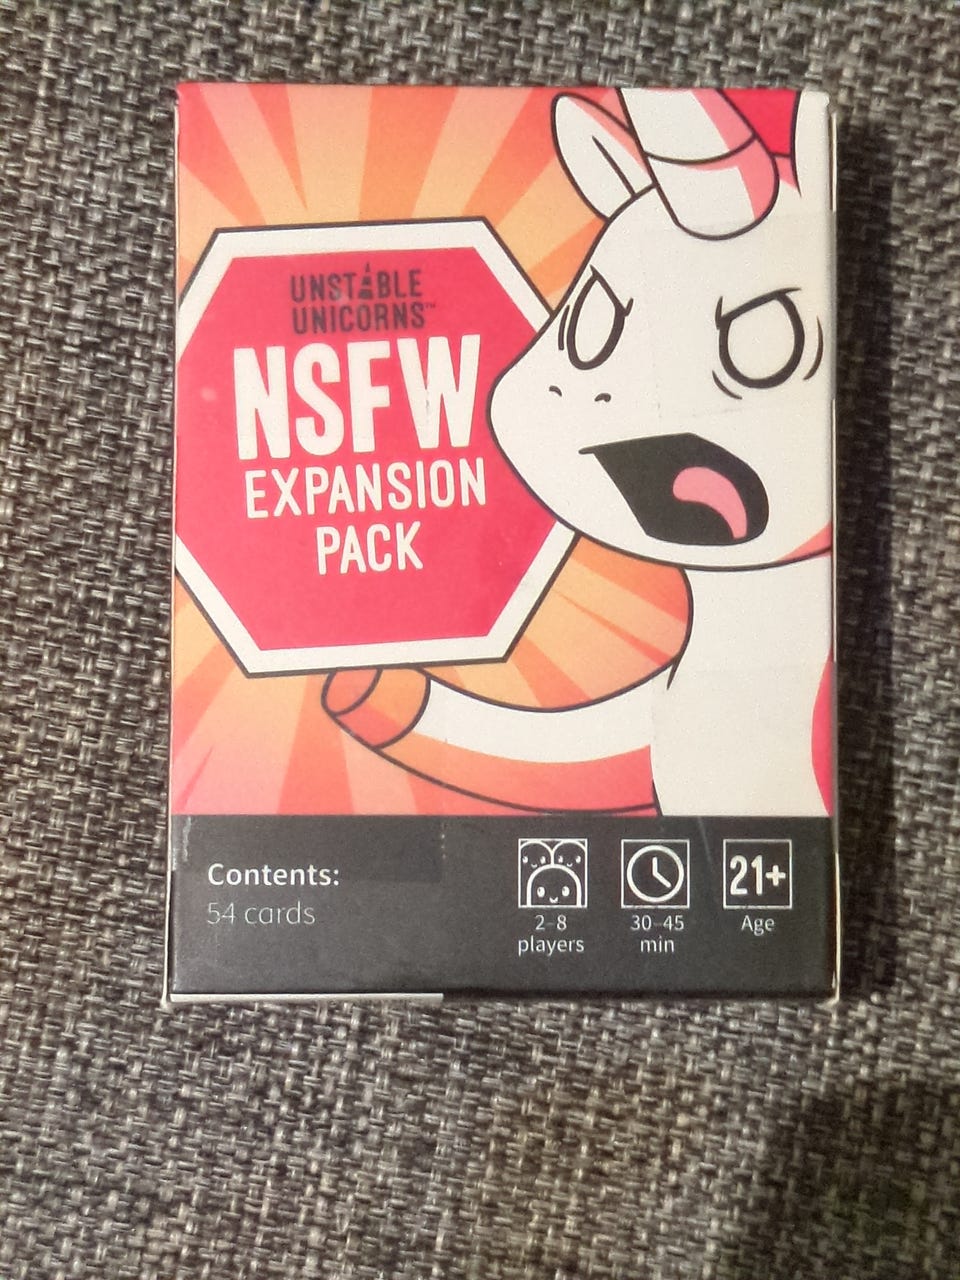 UNSTABLE
UNICORNS™
NSFW
EXPANSION
PACK
Contents:
54 cards
2-8
players
30-45
min
21+
Age